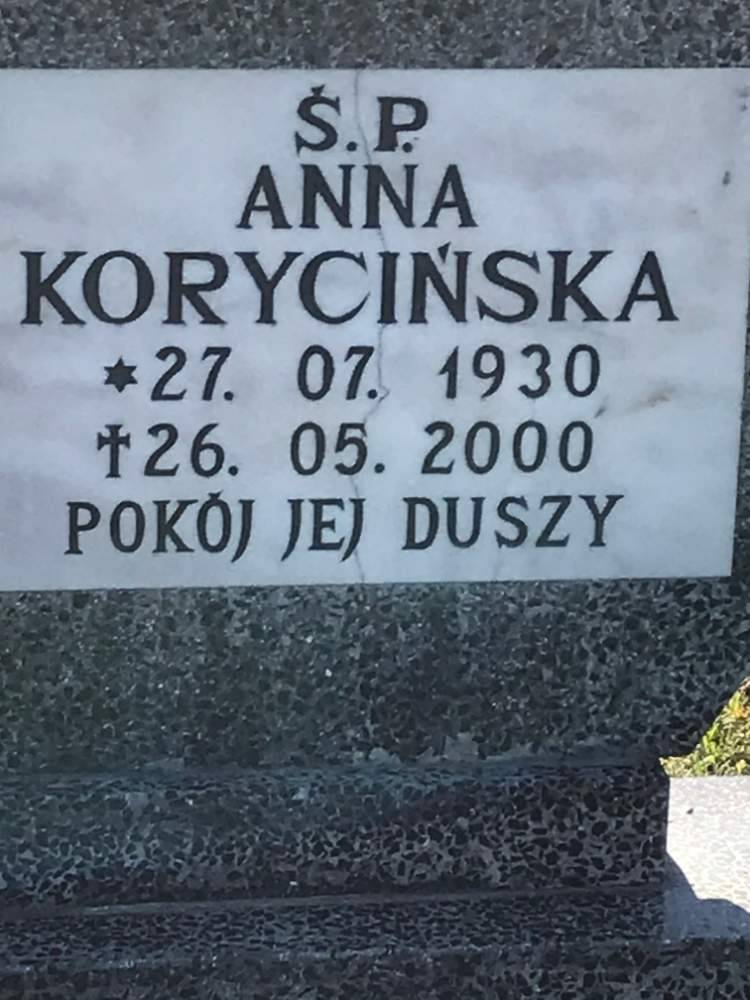 Ś.P.
ANNA
KORYCIŃSKA
✶27. 07. 1930
✝26. 05. 2000
POKÓJ JEJ DUSZY